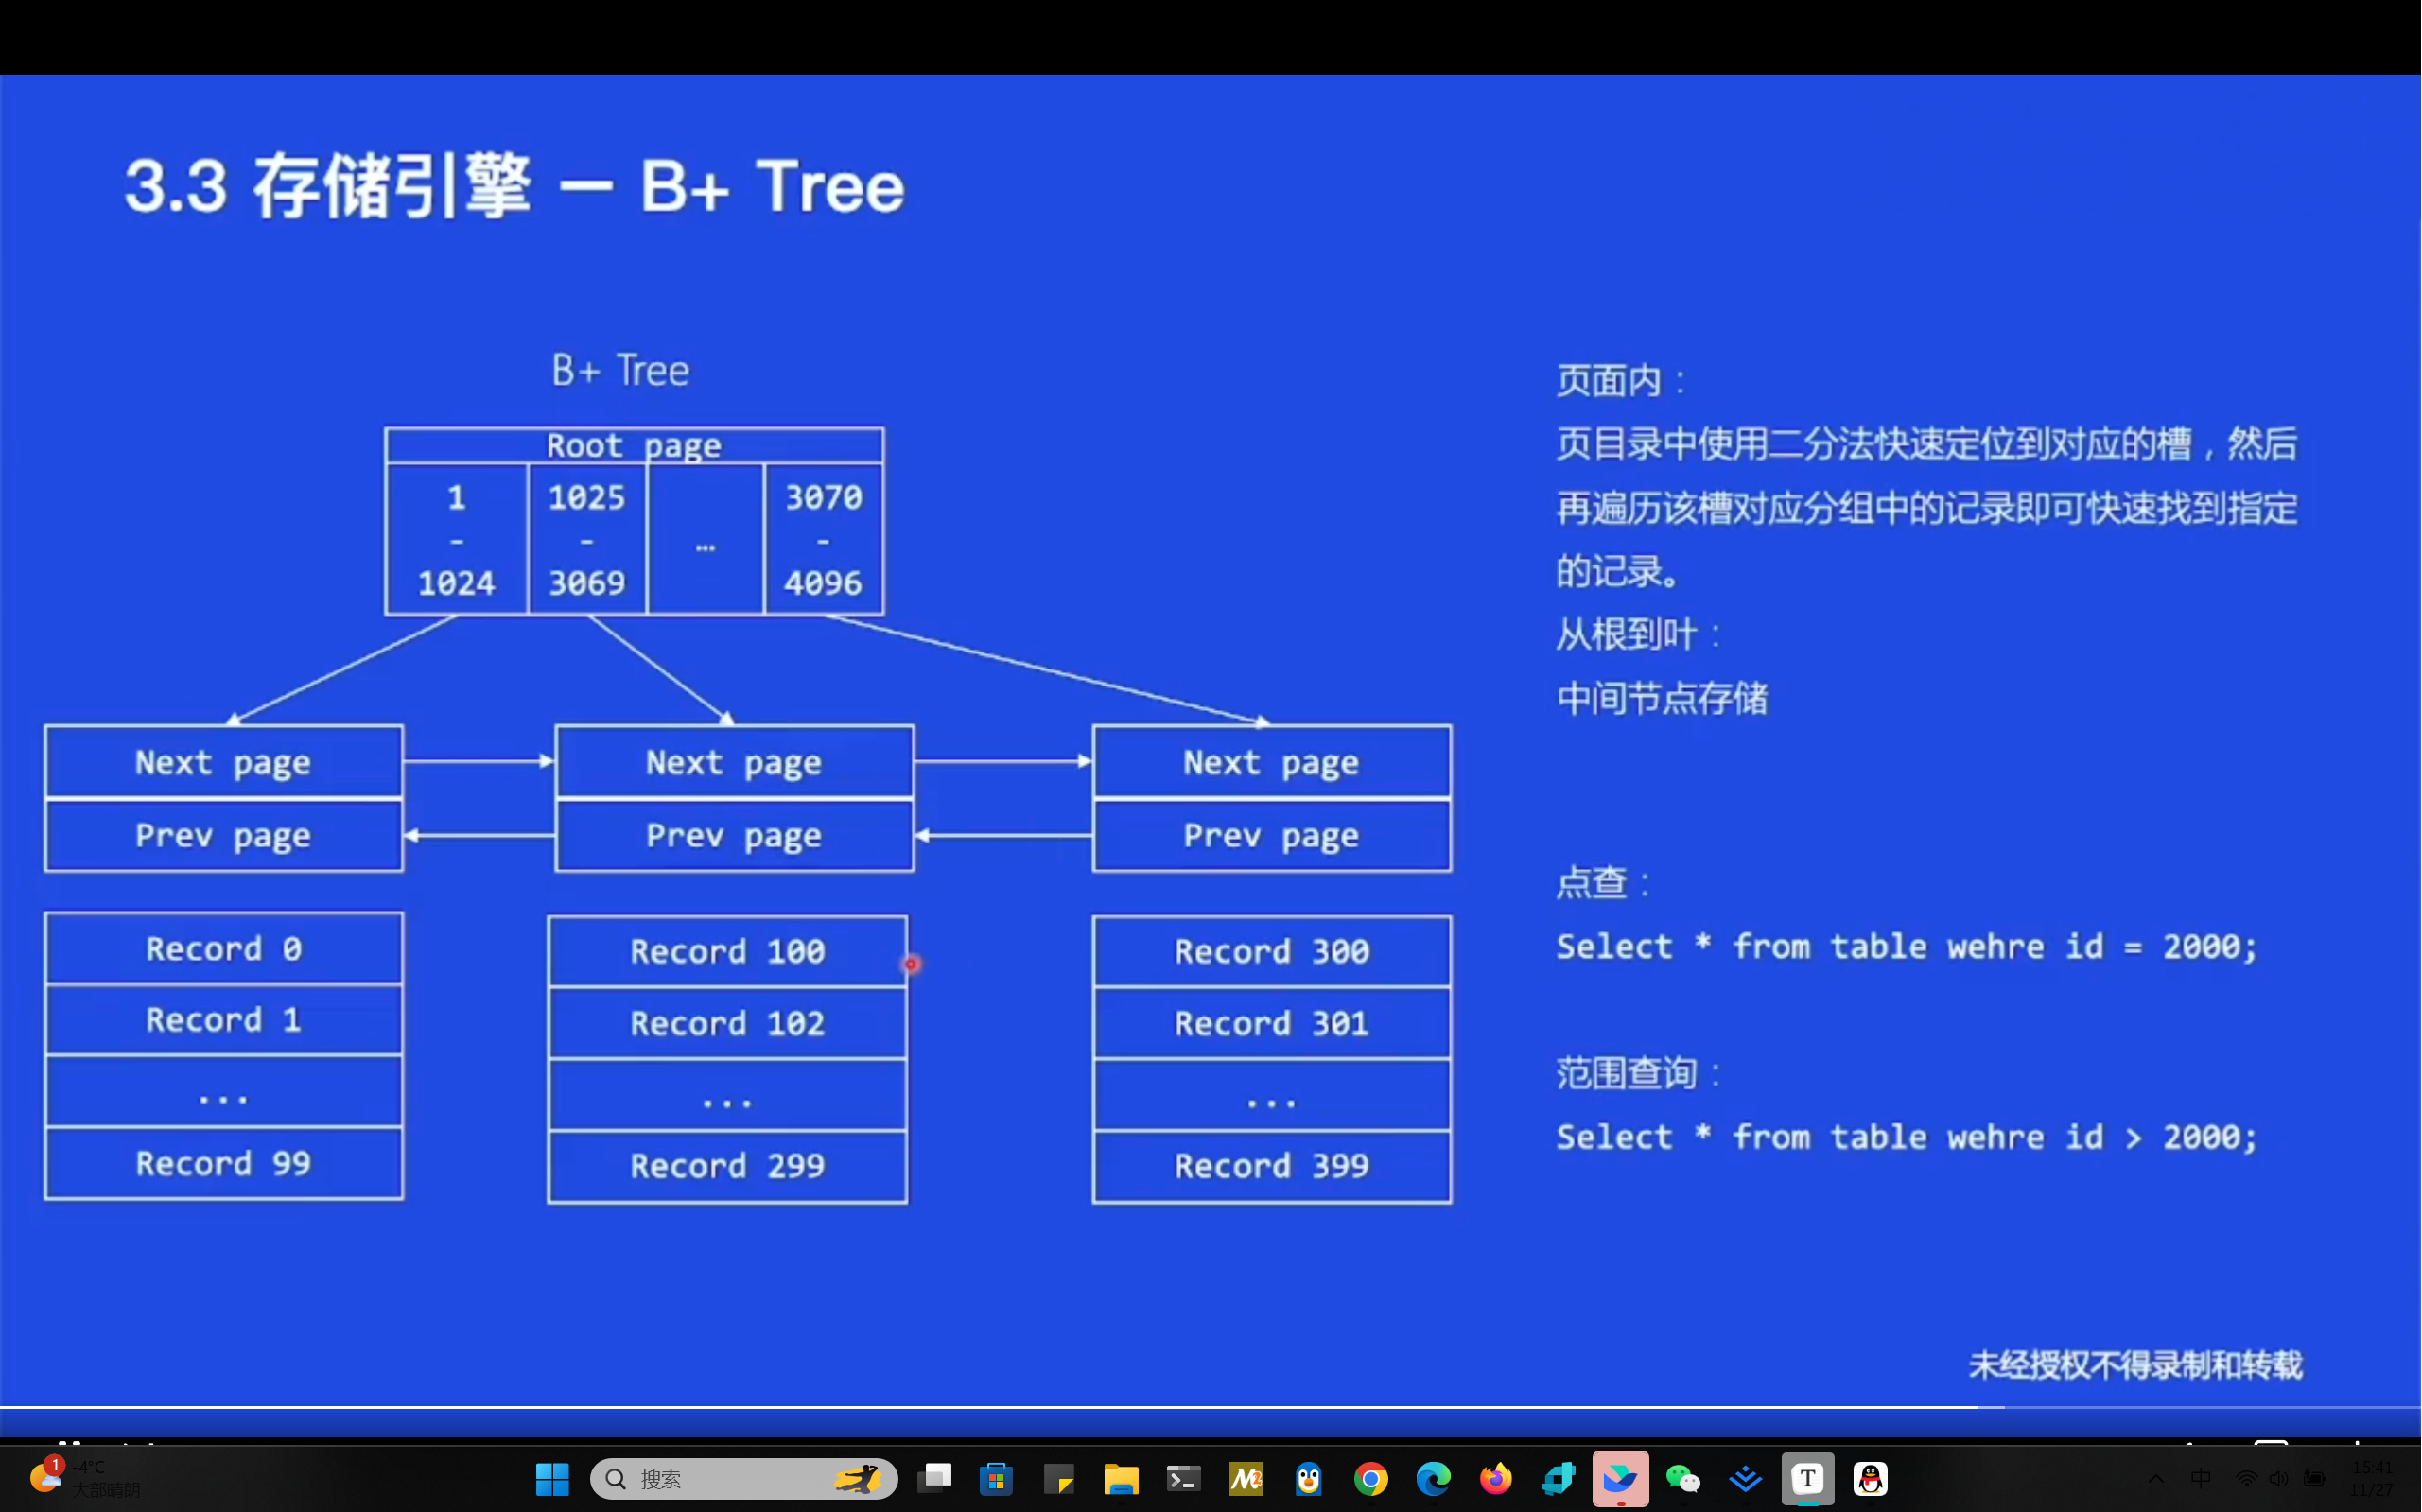 3.3 存储引擎 — B+ Tree
B+ Tree
Root page
1
-
1024
1025
-
3069
…
3070
-
4096
Next page
Prev page
Next page
Prev page
Next page
Prev page
Record 0
Record 1
...
Record 99
Record 100
Record 102
...
Record 299
Record 300
Record 301
...
Record 399
页面内：
页目录中使用二分法快速定位到对应的槽，然后
再遍历该槽对应分组中的记录即可快速找到指定
的记录。
从根到叶：
中间节点存储
点查：
Select * from table wehre id = 2000;
范围查询：
Select * from table wehre id > 2000;
未经授权不得录制和转载
1
-4°C
大部晴朗
搜索
T
中
15:41
11/27